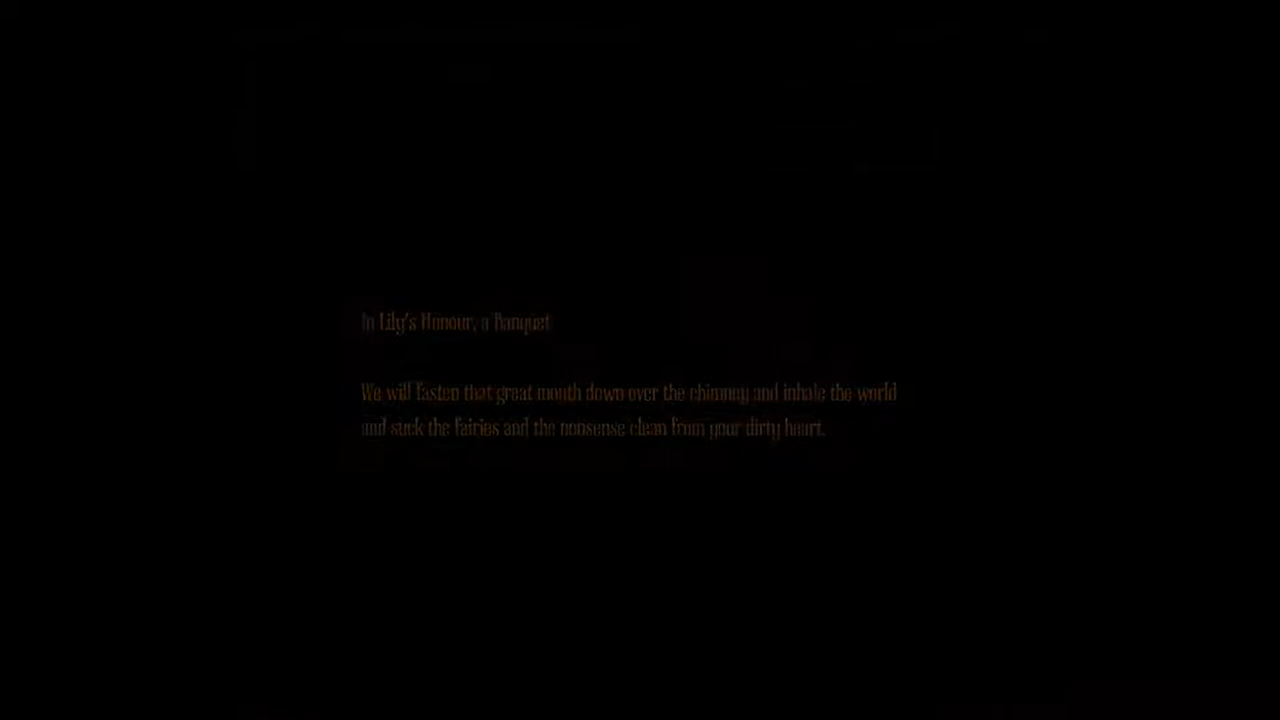 In Lily's Honour, a Banquet
We will fasten that great mouth down over the chimney and inhale the world
and suck the fairies and the nonsense clean from your dirty heart.